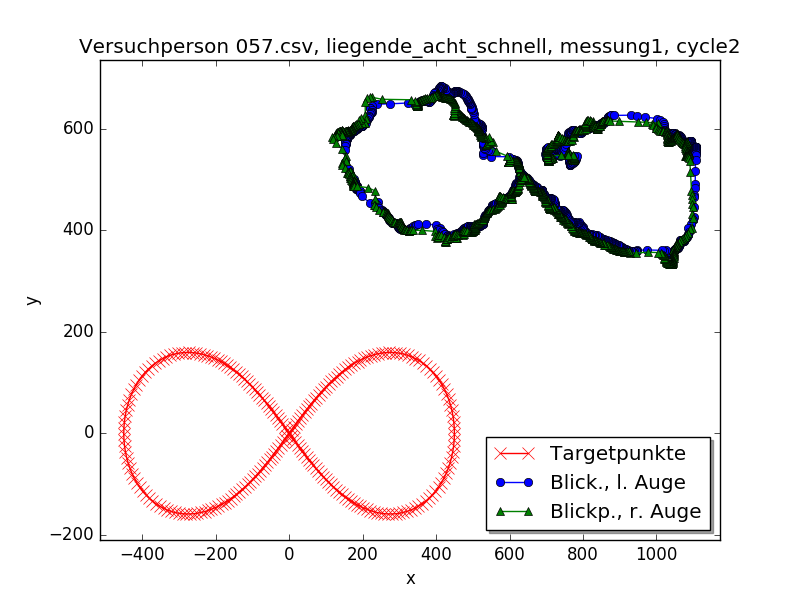 Versuchperson 057.csv, liegende_acht_schnell, messung1, cycle2
600
400
200
0
−200
y
−400
−200
0
200
400
600
800
1000
x
Targetpunkte
Blick., l. Auge
Blickp., r. Auge